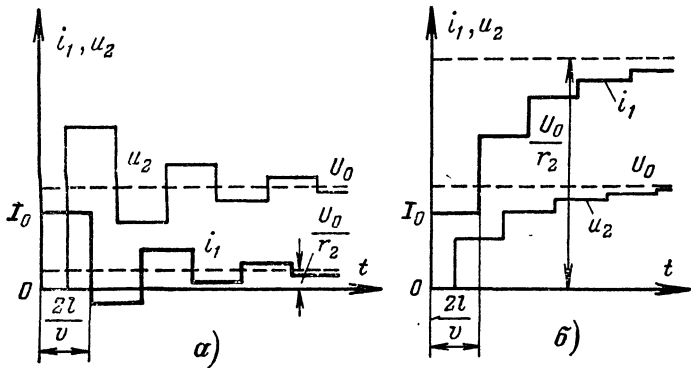 i₁, u₂
u₂
U₀
I₀
U₀/r₂
i₁
t
0
2l/v
а)
i₁, u₂
i₁
U₀/r₂
U₀
I₀
u₂
t
0
2l/v
б)